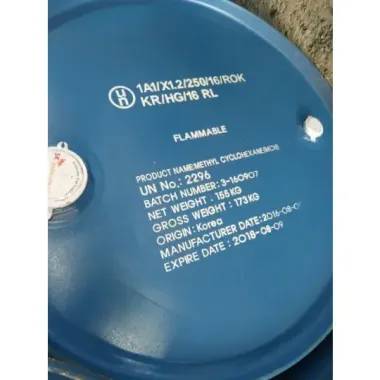 UN
1A1/X1.2/250/16/ROK
KR/HG/16 RL
FLAMMABLE
PRODUCT NAME:METHYL CYCLOHEXANE(MCH)
UN No.: 2296
BATCH NUMBER: 3-160907
NET WEIGHT : 155 KG
GROSS WEIGHT : 173 KG
ORIGIN: Korea
MANUFACTURER DATE:2016-08-0
EXPIRE DATE : 2018-08-09